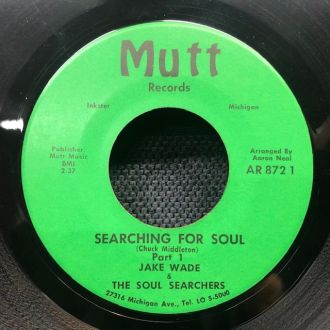 Mutt
Records
Inkster Michigan
Publisher
Mutt Music
BMI
2:37
Arranged By
Aaron Neal
AR 872 1
SEARCHING FOR SOUL
(Chuck Middleton)
Part 1
JAKE WADE
&
THE SOUL SEARCHERS
27316 Michigan Ave., Tel. LO 5-5000